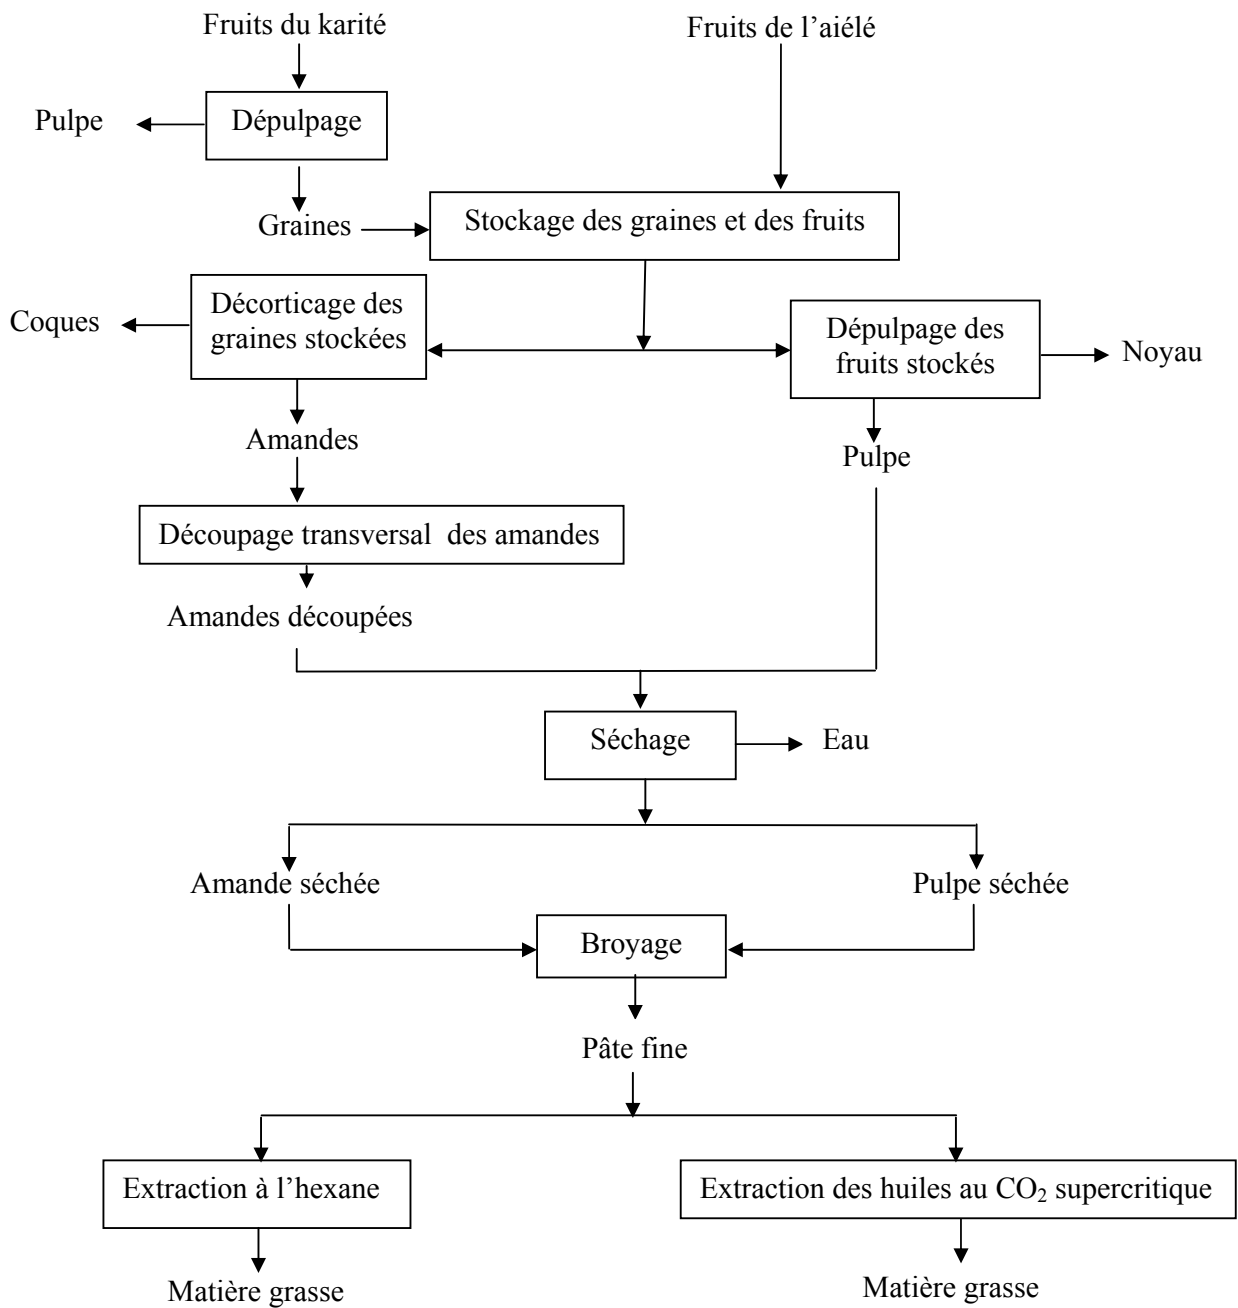 Fruits du karité
Fruits de l'aiélé
Pulpe
Dépulpage
Graines
Stockage des graines et des fruits
Coques
Décorticage des
graines stockées
Dépulpage des
fruits stockés
Noyau
Amandes
Pulpe
Découpage transversal des amandes
Amandes découpées
Séchage
Eau
Amande séchée
Pulpe séchée
Broyage
Pâte fine
Extraction à l'hexane
Extraction des huiles au CO₂ supercritique
Matière grasse
Matière grasse